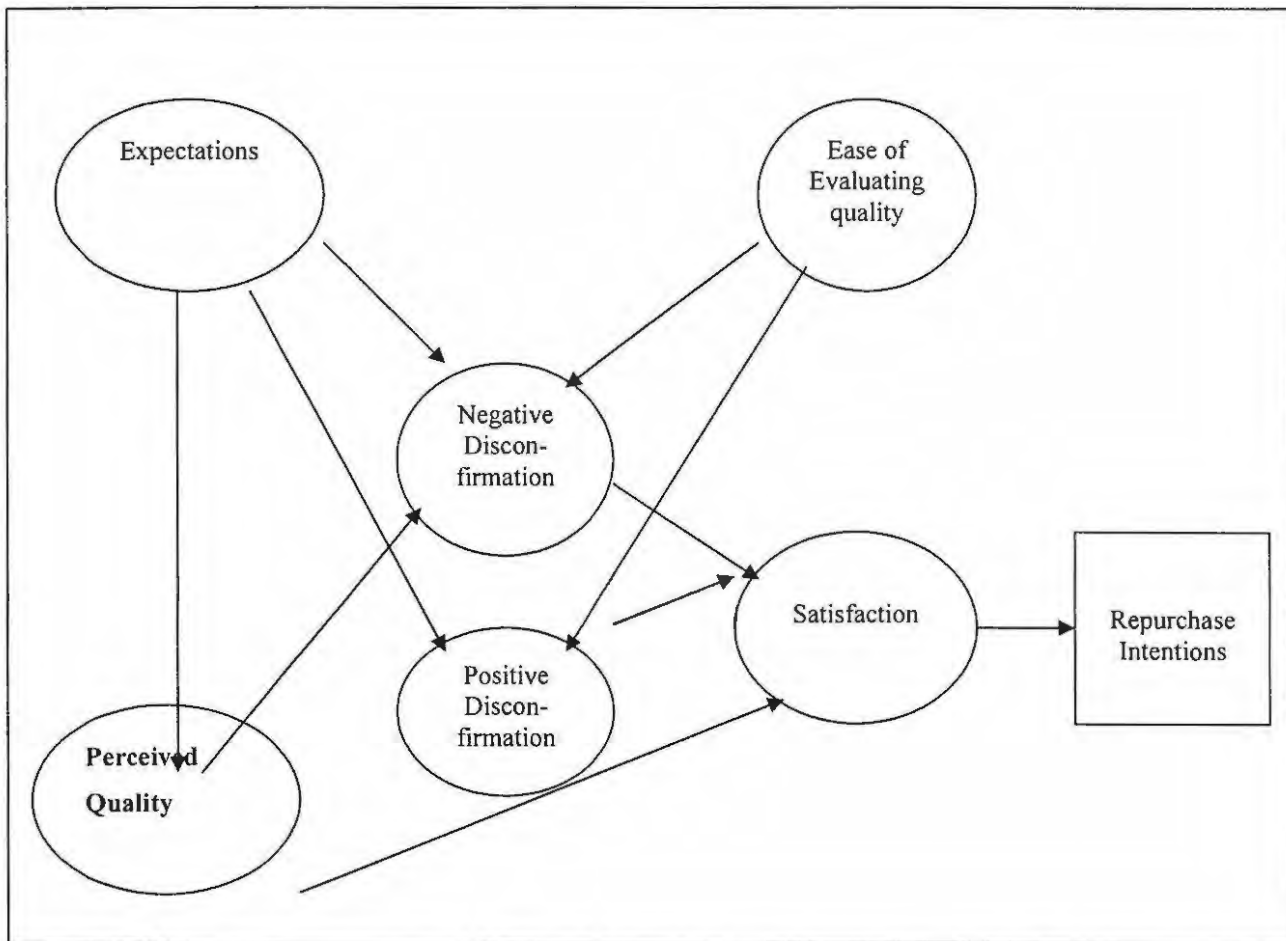 Expectations
Ease of
Evaluating
quality
Negative
Discon-
firmation
Satisfaction
Repurchase
Intentions
Positive
Discon-
firmation
Perceived
Quality